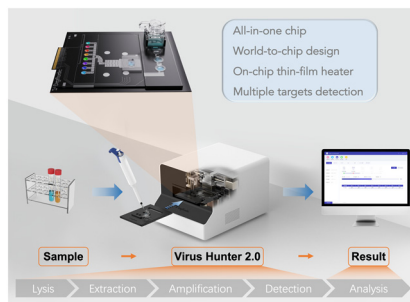 All-in-one chip
World-to-chip design
On-chip thin-film heater
Multiple targets detection
Sample
Virus Hunter 2.0
Result
Lysis
Extraction
Amplification
Detection
Analysis